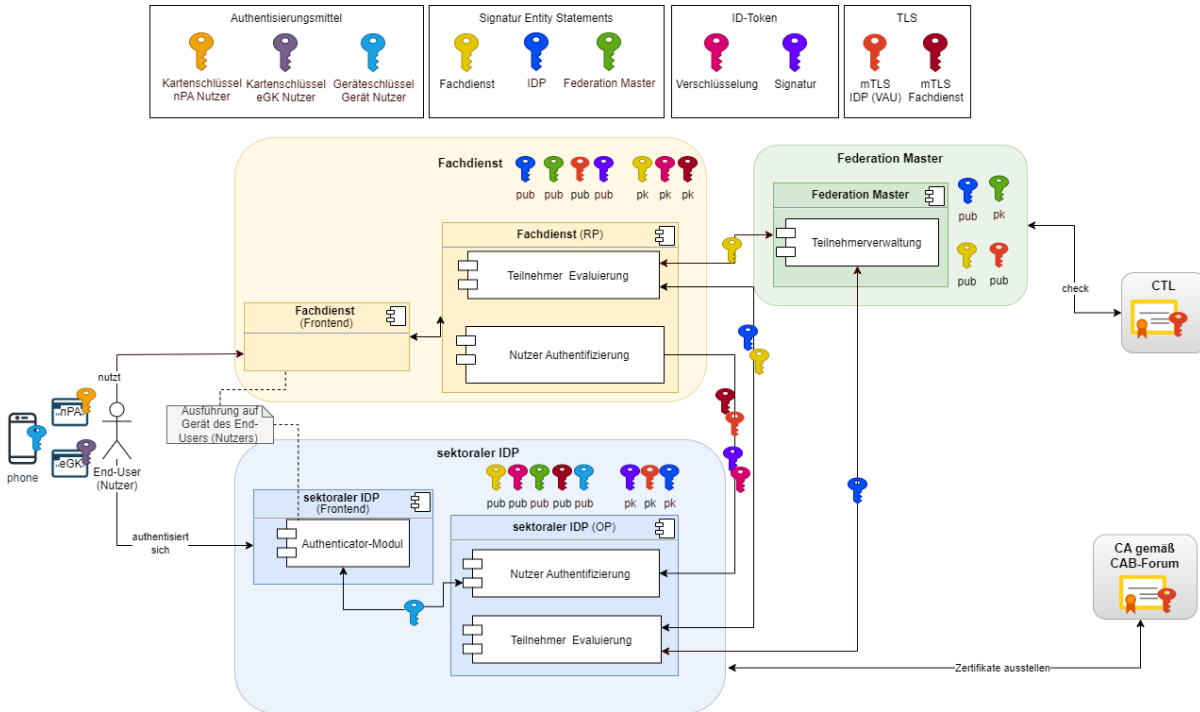 Authentisierungsmittel
Kartenschlüssel
nPA Nutzer
Kartenschlüssel
eGK Nutzer
Geräteschlüssel
Gerät Nutzer
Signatur Entity Statements
Fachdienst
IDP
Federation Master
ID-Token
Verschlüsselung
Signatur
TLS
mTLS
IDP (VAU)
mTLS
Fachdienst
Fachdienst
pub
pub
pub
pub
pk
pk
pk
Fachdienst (RP)
Teilnehmer Evaluierung
Nutzer Authentifizierung
Fachdienst
(Frontend)
Federation Master
Federation Master
pub
pk
Teilnehmerverwaltung
pub
pub
check
CTL
nutzt
..nPA..
..eGK..
phone
End-User
(Nutzer)
Ausführung auf
Gerät des End-
Users (Nutzers)
authentisiert
sich
sektoraler IDP
pub
pub
pub
pub
pub
pk
pk
pk
sektoraler IDP
(Frontend)
Authenticator-Modul
sektoraler IDP (OP)
Nutzer Authentifizierung
Teilnehmer Evaluierung
CA gemäß
CAB-Forum
Zertifikate ausstellen